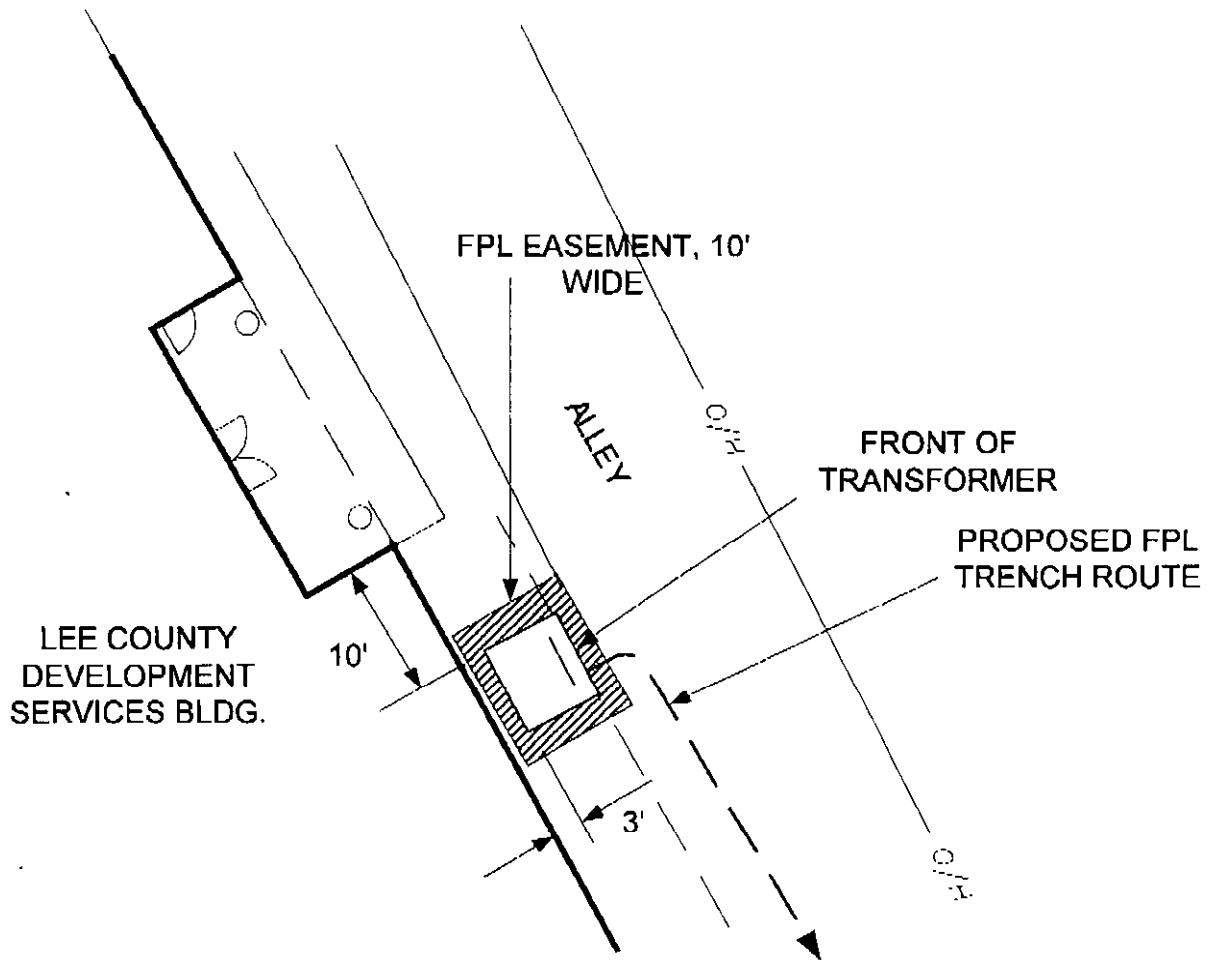 FPL EASEMENT, 10'
WIDE
ALLEY
O/H
FRONT OF
TRANSFORMER
PROPOSED FPL
TRENCH ROUTE
LEE COUNTY
DEVELOPMENT
SERVICES BLDG.
10'
3'
O/H